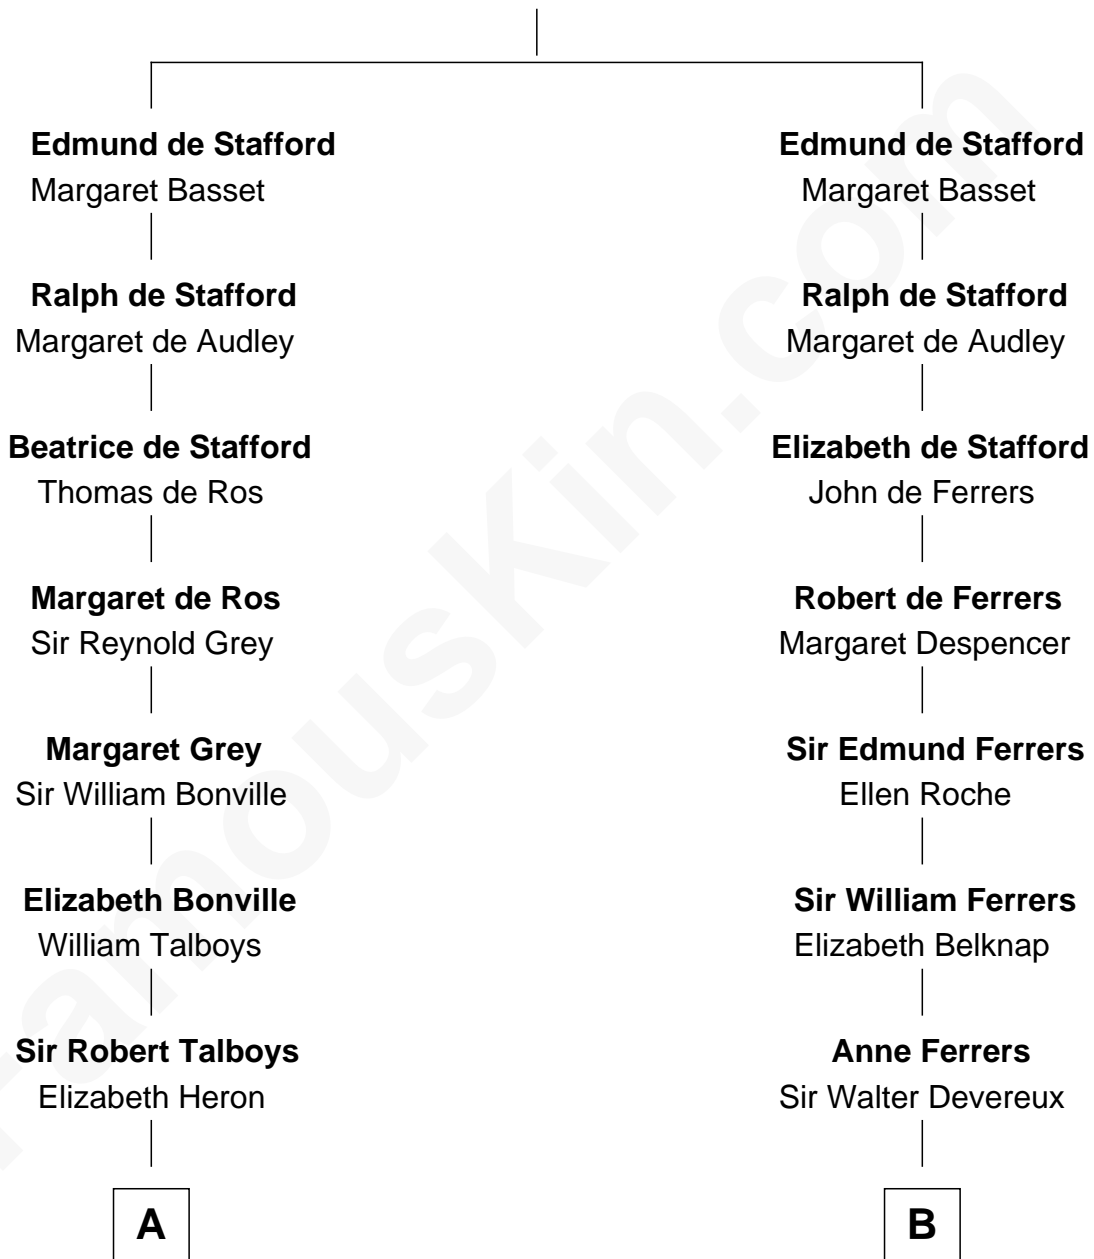 Edmund de Stafford
Margaret Basset
Ralph de Stafford
Margaret de Audley
Beatrice de Stafford
Thomas de Ros
Margaret de Ros
Sir Reynold Grey
Margaret Grey
Sir William Bonville
Elizabeth Bonville
William Talboys
Sir Robert Talboys
Elizabeth Heron
A
Edmund de Stafford
Margaret Basset
Ralph de Stafford
Margaret de Audley
Elizabeth de Stafford
John de Ferrers
Robert de Ferrers
Margaret Despencer
Sir Edmund Ferrers
Ellen Roche
Sir William Ferrers
Elizabeth Belknap
Anne Ferrers
Sir Walter Devereux
B
FamousKin.com